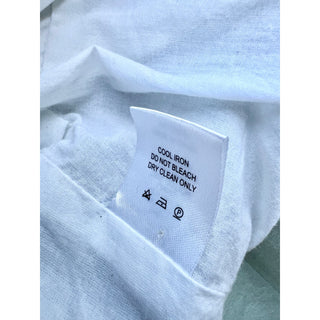 COOL IRON
DO NOT BLEACH
DRY CLEAN ONLY
P